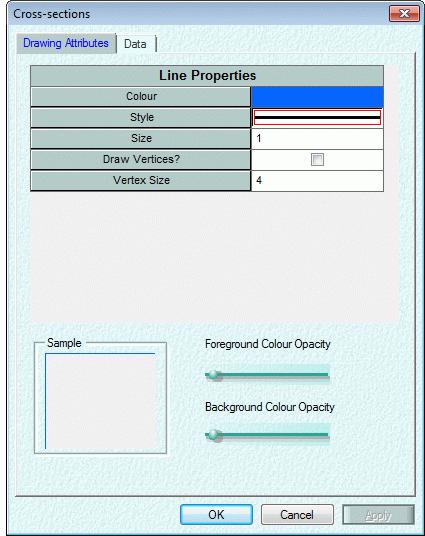 Cross-sections
Drawing Attributes Data
Line Properties
Colour
Style
Size 1
Draw Vertices?
Vertex Size 4
Sample
Foreground Colour Opacity
Background Colour Opacity
OK Cancel Apply